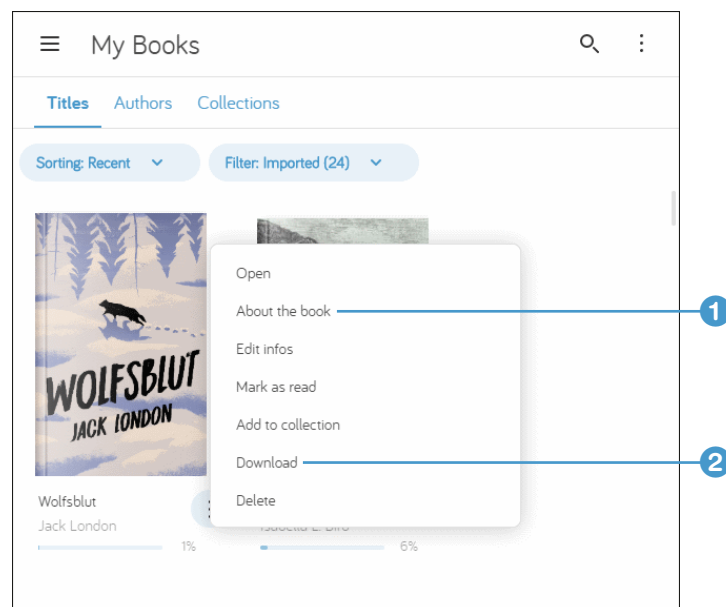 My Books
Titles Authors Collections
Sorting: Recent Filter: Imported (24)
WOLFSBLUT
JACK LONDON
Open
About the book
1
Edit infos
Mark as read
Add to collection
Download
2
Delete
Wolfsblut
Jack London
1% 6%